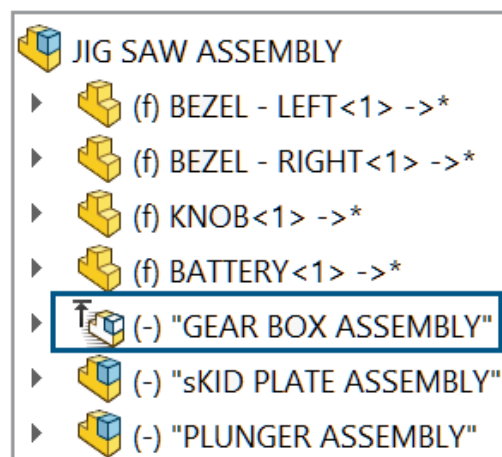 JIG SAW ASSEMBLY
(f) BEZEL - LEFT<1> ->*
(f) BEZEL - RIGHT<1> ->*
(f) KNOB<1> ->*
(f) BATTERY<1> ->*
(-) "GEAR BOX ASSEMBLY"
(-) "sKID PLATE ASSEMBLY"
(-) "PLUNGER ASSEMBLY"